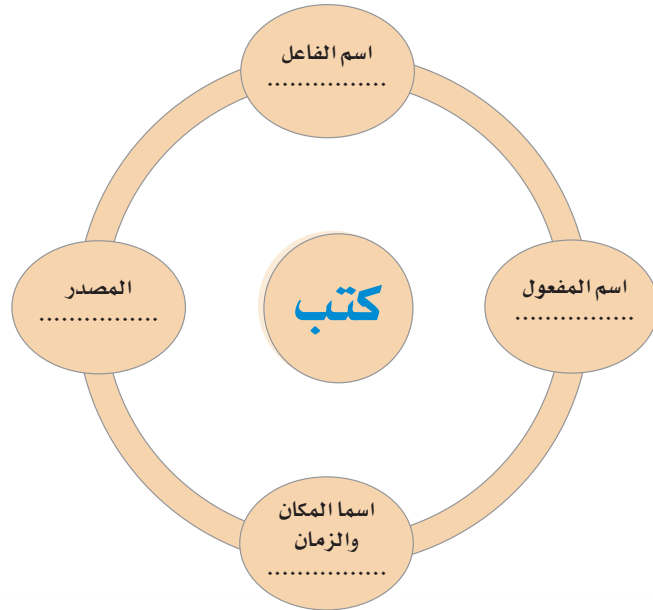 اسم الفاعل
................
اسم المفعول
................
كتب
المصدر
................
اسما المكان
والزمان
................